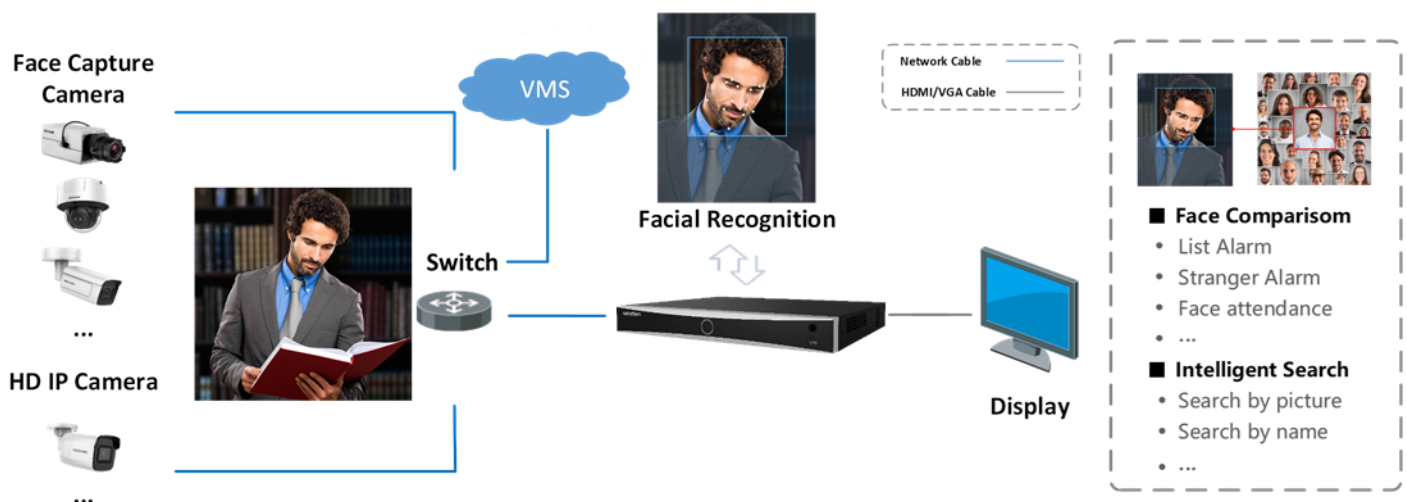 Face Capture
Camera
...
HD IP Camera
...
VMS
Switch
Facial Recognition
Network Cable
HDMI/VGA Cable
Display
■ Face Comparisom
• List Alarm
• Stranger Alarm
• Face attendance
• ...
■ Intelligent Search
• Search by picture
• Search by name
• ...